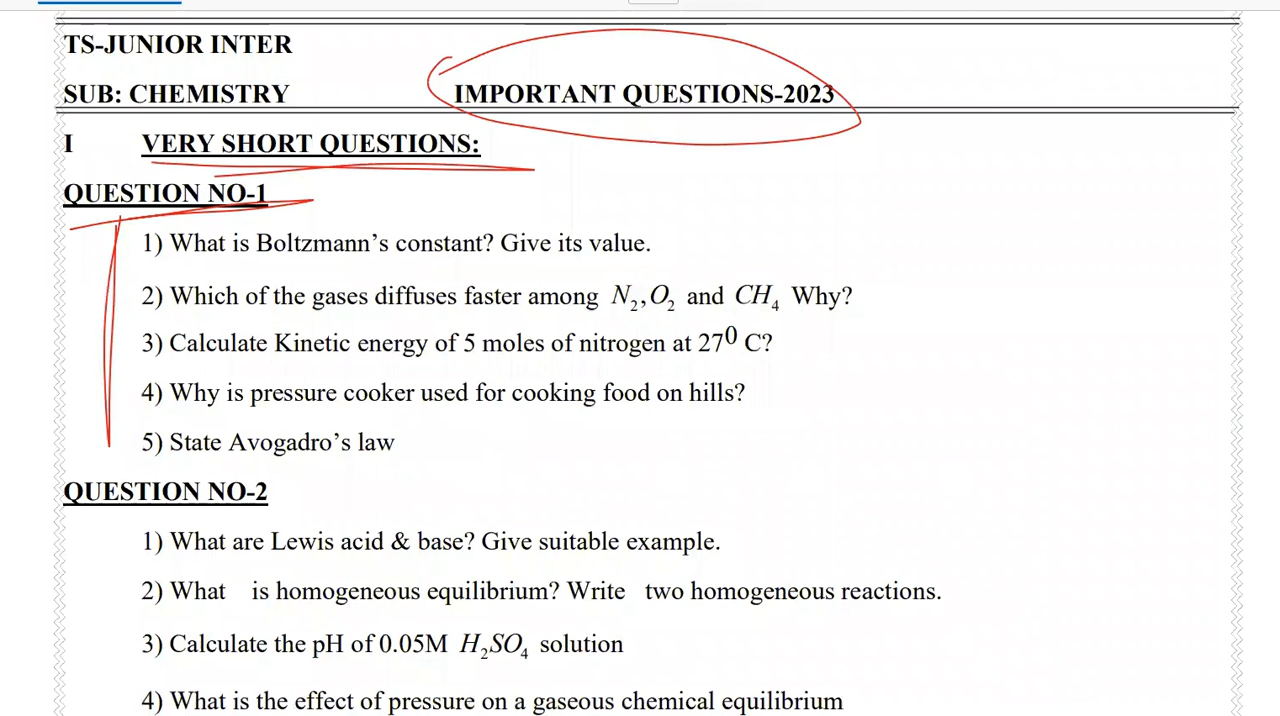 TS-JUNIOR INTER
SUB: CHEMISTRY IMPORTANT QUESTIONS-2023
I VERY SHORT QUESTIONS:
QUESTION NO-1
1) What is Boltzmann’s constant? Give its value.
2) Which of the gases diffuses faster among N₂,O₂ and CH₄ Why?
3) Calculate Kinetic energy of 5 moles of nitrogen at 27⁰ C?
4) Why is pressure cooker used for cooking food on hills?
5) State Avogadro’s law
QUESTION NO-2
1) What are Lewis acid & base? Give suitable example.
2) What is homogeneous equilibrium? Write two homogeneous reactions.
3) Calculate the pH of 0.05M H₂SO₄ solution
4) What is the effect of pressure on a gaseous chemical equilibrium